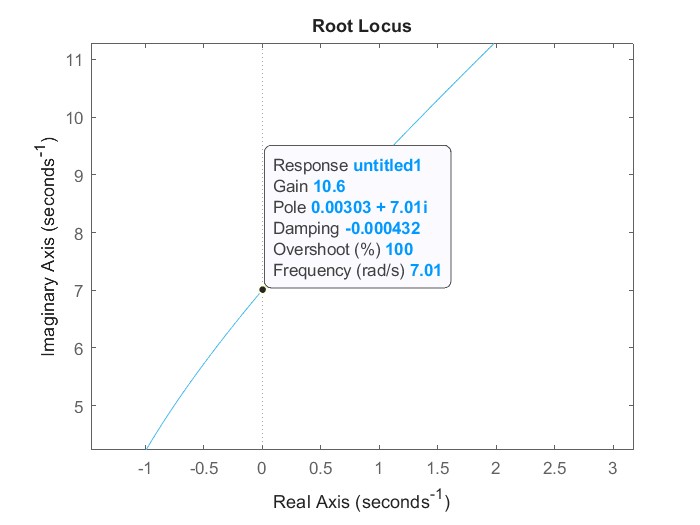 Root Locus
Imaginary Axis (seconds⁻¹)
11
10
9
8
7
6
5
Response untitled1
Gain 10.6
Pole 0.00303 + 7.01i
Damping -0.000432
Overshoot (%) 100
Frequency (rad/s) 7.01
-1 -0.5 0 0.5 1 1.5 2 2.5 3
Real Axis (seconds⁻¹)